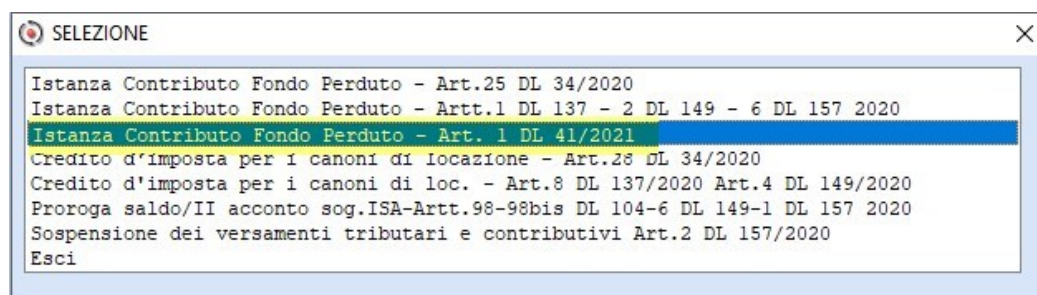 SELEZIONE
Istanza Contributo Fondo Perduto - Art.25 DL 34/2020
Istanza Contributo Fondo Perduto - Artt.1 DL 137 - 2 DL 149 - 6 DL 157 2020
Istanza Contributo Fondo Perduto - Art. 1 DL 41/2021
Credito d'imposta per i canoni di locazione - Art.28 DL 34/2020
Credito d'imposta per i canoni di loc. - Art.8 DL 137/2020 Art.4 DL 149/2020
Proroga saldo/II acconto sog.ISA-Artt.98-98bis DL 104-6 DL 149-1 DL 157 2020
Sospensione dei versamenti tributari e contributivi Art.2 DL 157/2020
Esci